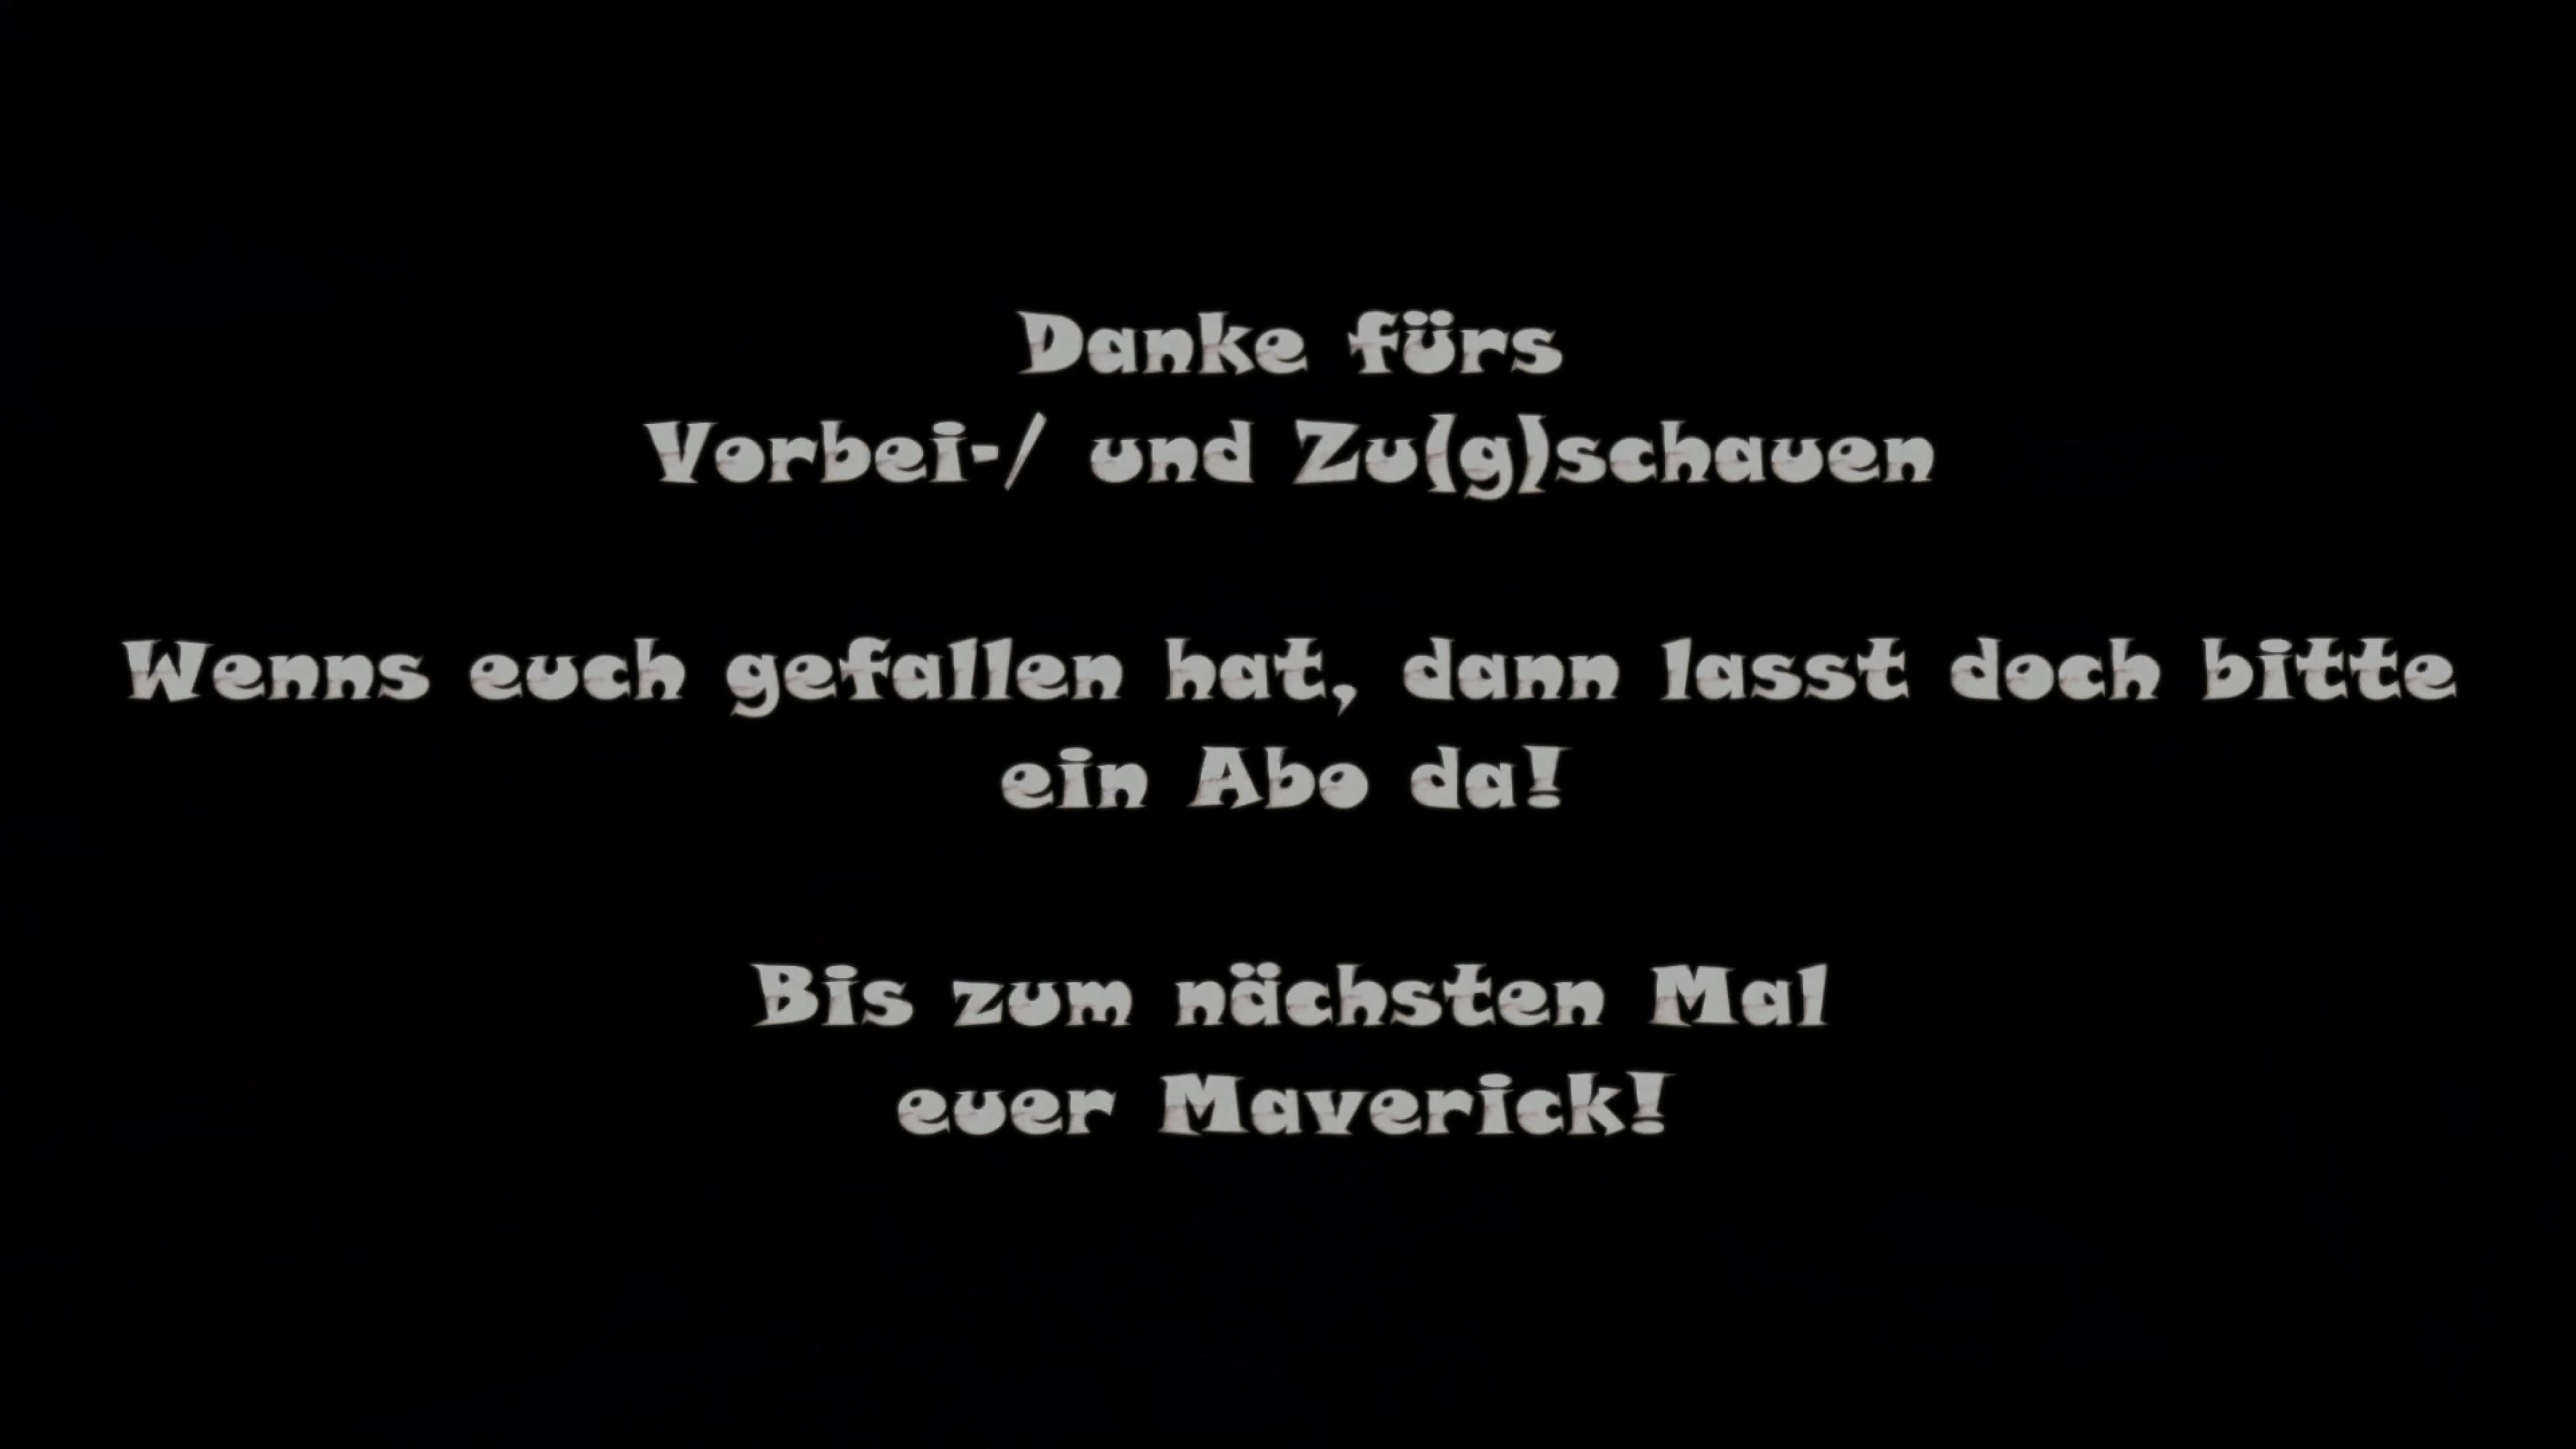 Danke fürs
Vorbei-/ und Zu(g)schauen
Wenns euch gefallen hat, dann lasst doch bitte
ein Abo da!
Bis zum nächsten Mal
euer Maverick!